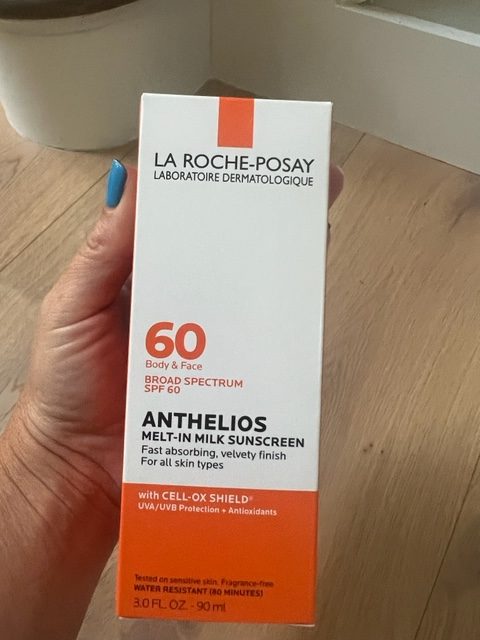 LA ROCHE-POSAY
LABORATOIRE DERMATOLOGIQUE
60
Body & Face
BROAD SPECTRUM
SPF 60
ANTHELIOS
MELT-IN MILK SUNSCREEN
Fast absorbing, velvety finish
For all skin types
with CELL-OX SHIELD®
UVA/UVB Protection + Antioxidants
Tested on sensitive skin. Fragrance-free
WATER RESISTANT (80 MINUTES)
3.0 FL. OZ. - 90 ml